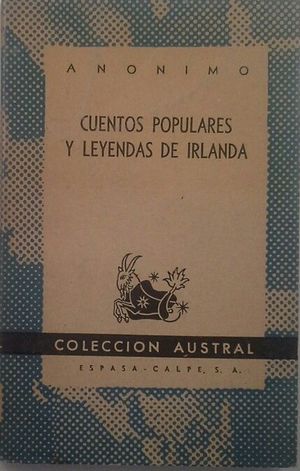 ANONIMO
CUENTOS POPULARES
Y LEYENDAS DE IRLANDA
COLECCION AUSTRAL
ESPASA-CALPE, S. A.